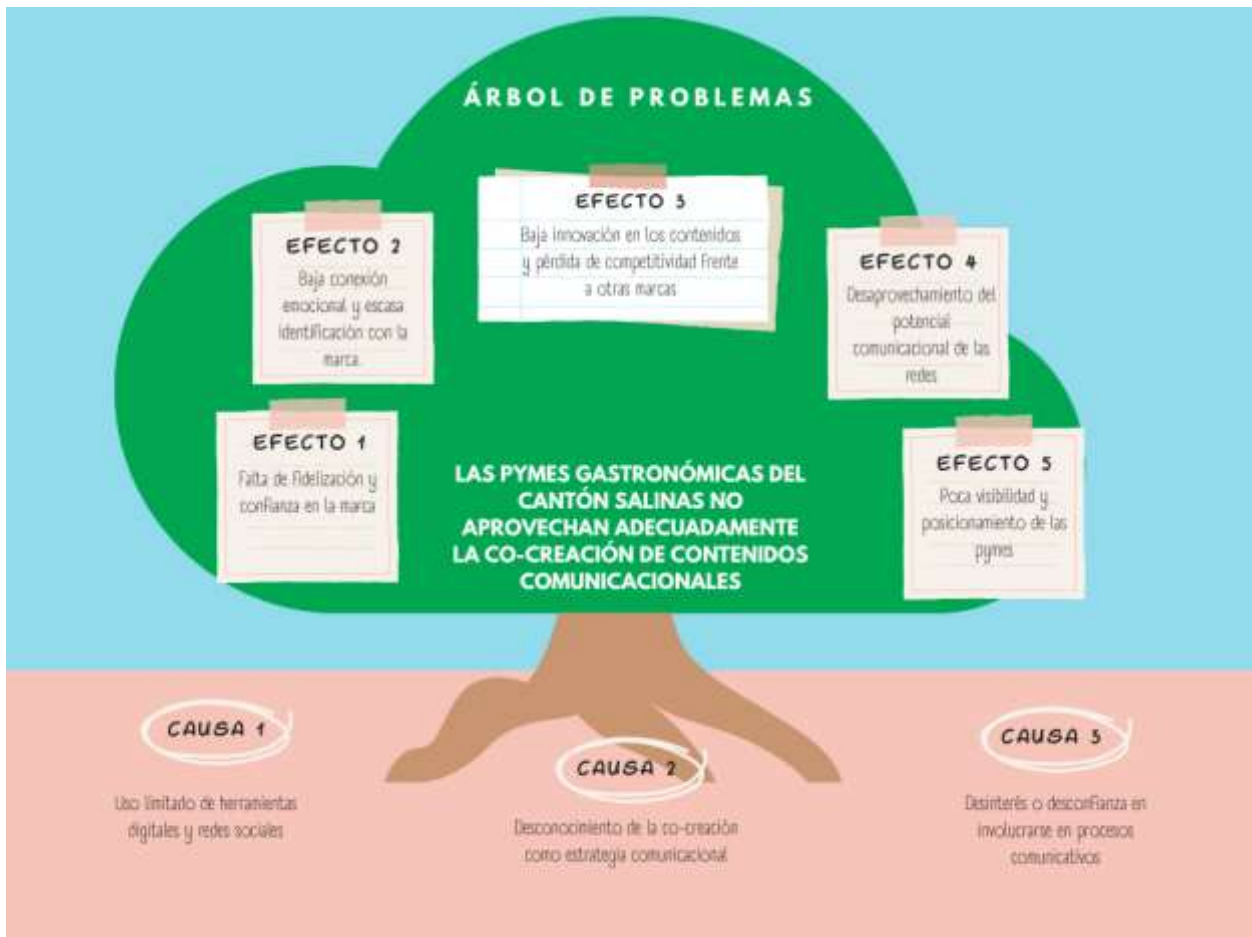 ÁRBOL DE PROBLEMAS
EFECTO 3
Baja innovación en los contenidos
y pérdida de competitividad frente
a otras marcas
EFECTO 2
Baja conexión
emocional y escasa
identificación con la
marca.
EFECTO 4
Desaprovechamiento del
potencial
comunicacional de las
redes
EFECTO 1
Falta de fidelización y
confianza en la marca
LAS PYMES GASTRONÓMICAS DEL
CANTÓN SALINAS NO
APROVECHAN ADECUADAMENTE
LA CO-CREACIÓN DE CONTENIDOS
COMUNICACIONALES
EFECTO 5
Poca visibilidad y
posicionamiento de las
pymes
CAUSA 1
Uso limitado de herramientas
digitales y redes sociales
CAUSA 2
Desconocimiento de la co-creación
como estrategia comunicacional
CAUSA 3
Desinterés o desconfianza en
involucrarse en procesos
comunicativos